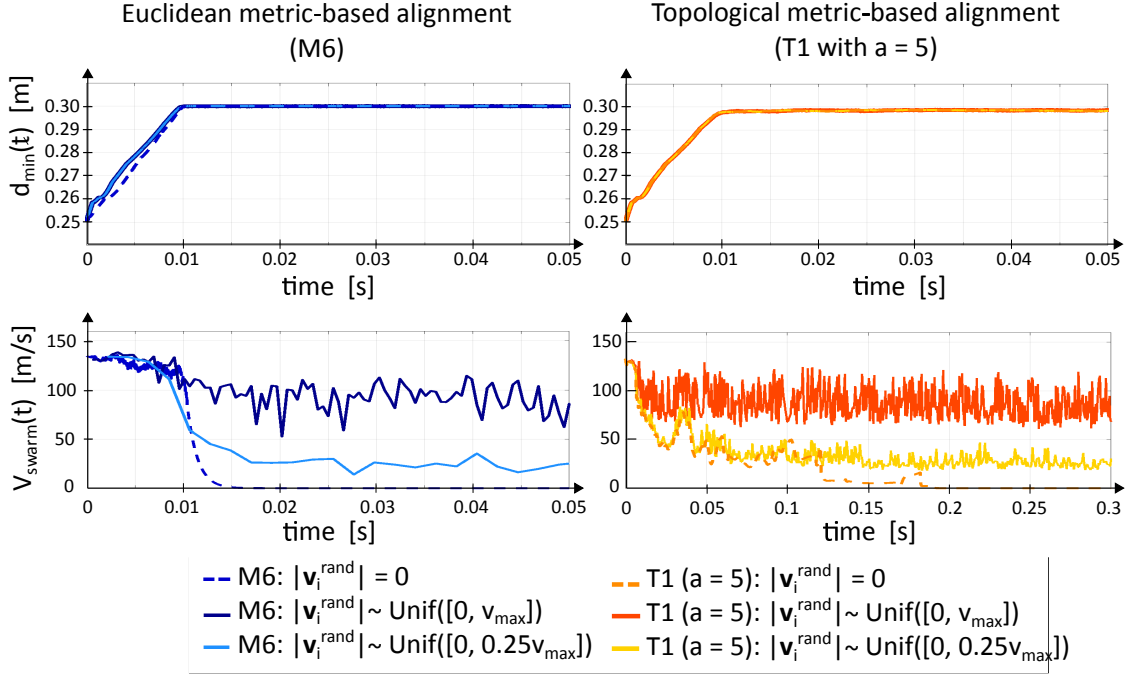 Euclidean metric-based alignment
(M6)
Topological metric-based alignment
(T1 with a = 5)
d_min(t) [m]
0.30
0.29
0.28
0.27
0.26
0.25
0
0.01
0.02
0.03
0.04
0.05
time [s]
0.30
0.29
0.28
0.27
0.26
0.25
0
0.01
0.02
0.03
0.04
0.05
time [s]
V_swarm(t) [m/s]
150
100
50
0
0
0.01
0.02
0.03
0.04
0.05
time [s]
150
100
50
0
0
0.05
0.1
0.15
0.2
0.25
0.3
time [s]
M6: |v_i^rand| = 0
M6: |v_i^rand| ~ Unif([0, v_max])
M6: |v_i^rand| ~ Unif([0, 0.25v_max])
T1 (a = 5): |v_i^rand| = 0
T1 (a = 5): |v_i^rand| ~ Unif([0, v_max])
T1 (a = 5): |v_i^rand| ~ Unif([0, 0.25v_max])